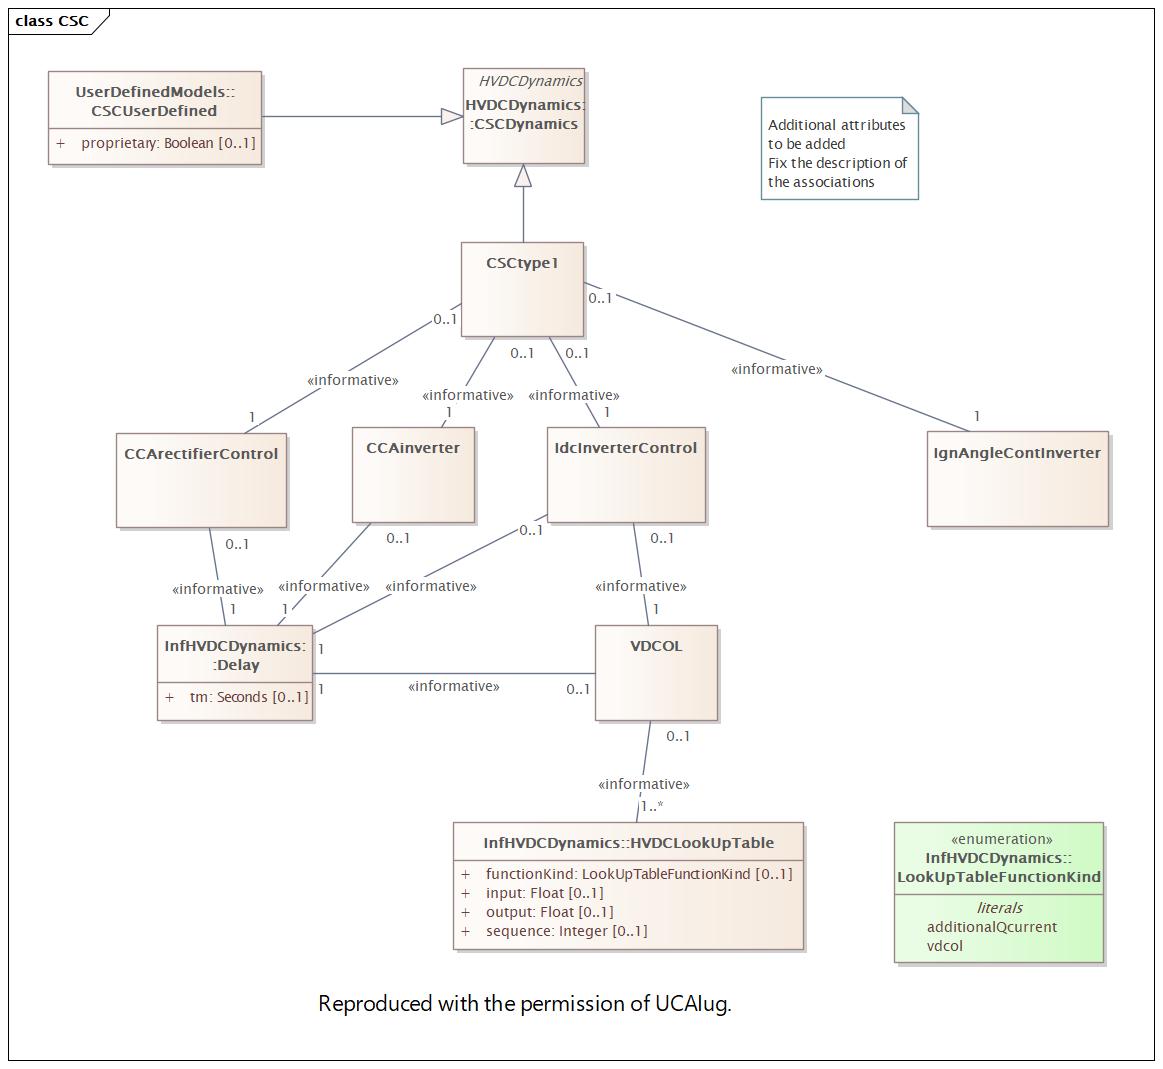 class CSC
UserDefinedModels::
CSCUserDefined
+ proprietary: Boolean [0..1]
HVDCDynamics
HVDCDynamics:
:CSCDynamics
Additional attributes
to be added
Fix the description of
the associations
CSCtype1
0..1
0..1
0..1
0..1
«informative»
«informative»
«informative»
«informative»
1
1
1
1
CCArectifierControl
CCAinverter
IdcInverterControl
IgnAngleContInverter
0..1
0..1
0..1
0..1
«informative»
«informative»
«informative»
«informative»
1
1
1
1
InfHVDCDynamics:
:Delay
+ tm: Seconds [0..1]
VDCOL
1
«informative»
0..1
0..1
«informative»
1..*
InfHVDCDynamics::HVDCLookUpTable
+ functionKind: LookUpTableFunctionKind [0..1]
+ input: Float [0..1]
+ output: Float [0..1]
+ sequence: Integer [0..1]
«enumeration»
InfHVDCDynamics::
LookUpTableFunctionKind
literals
additionalQcurrent
vdcol
Reproduced with the permission of UCAIug.